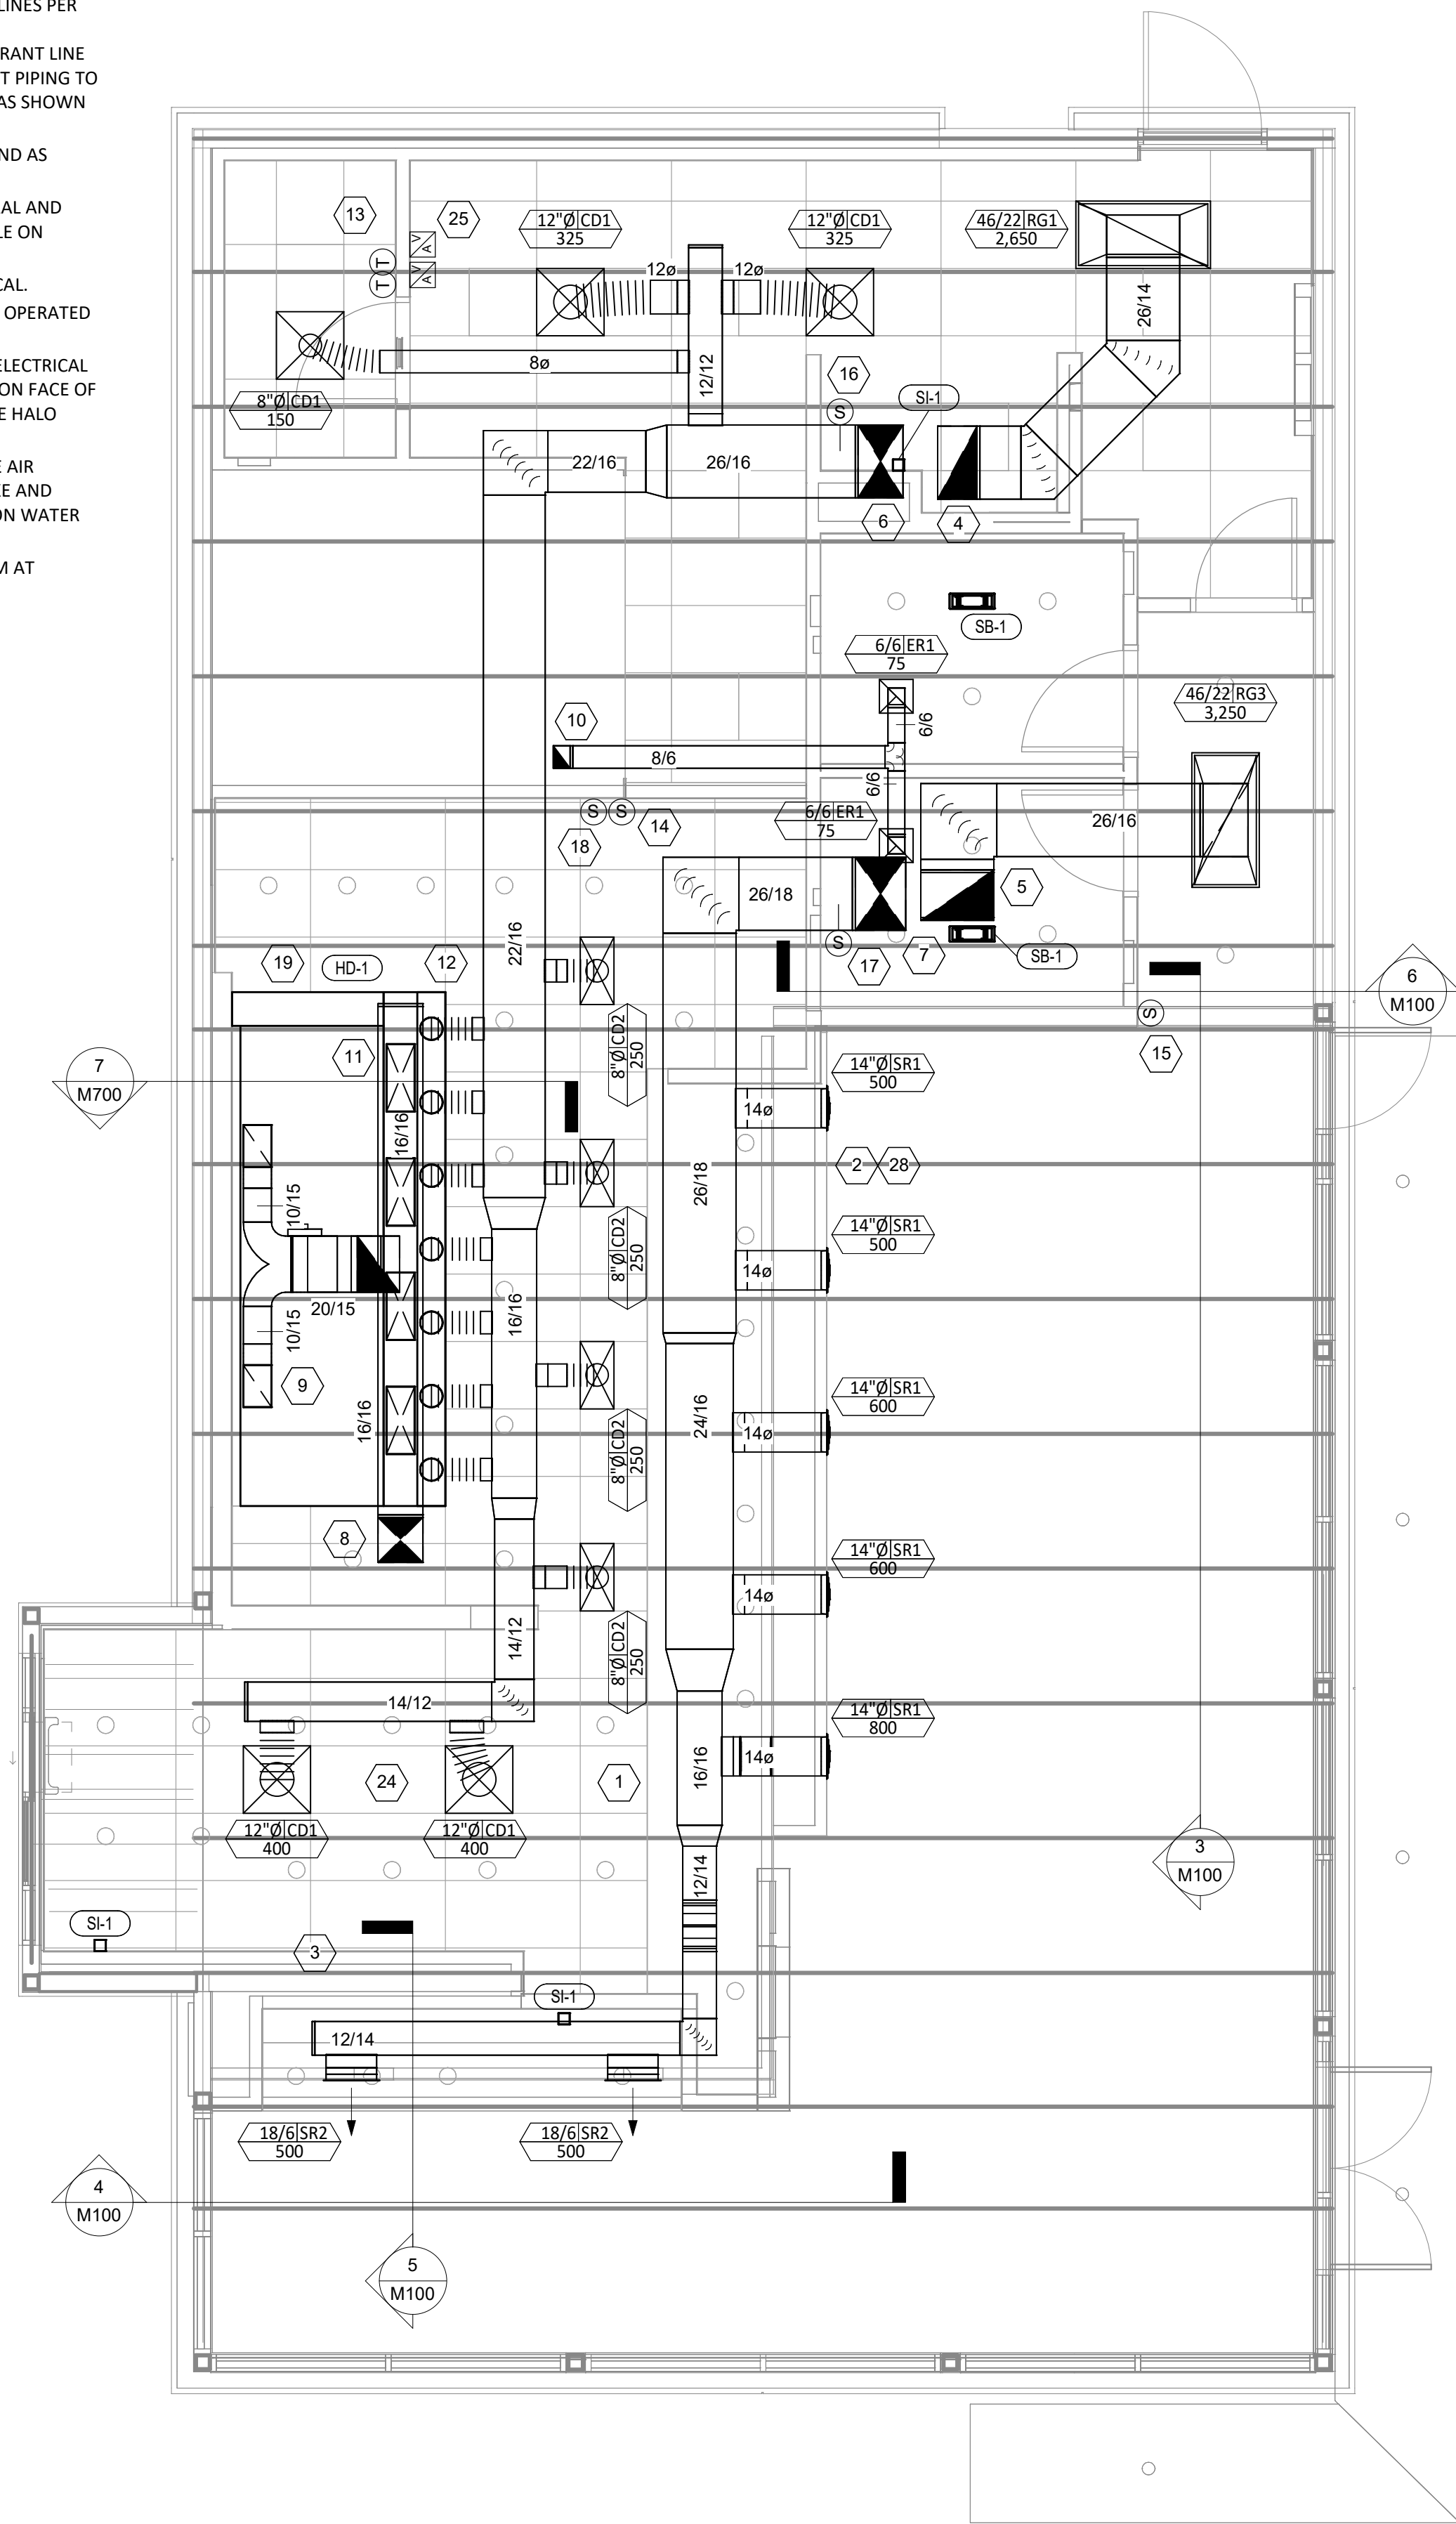 LINES PER
RANT LINE
T PIPING TO
AS SHOWN
ND AS
AL AND
LE ON
CAL.
OPERATED
ELECTRICAL
ON FACE OF
E HALO
E AIR
KE AND
ON WATER
M AT
13
25
12"Ø CD1
325
12"Ø CD1
325
46/22 RG1
2,650
T
T
V
A
V
A
12ø
12ø
26/14
8ø
12/12
16
SI-1
S
8"Ø CD1
150
22/16
26/16
6
4
SB-1
6/6 ER1
75
46/22 RG3
3,250
10
6/6
8/6
6/6
S
S
14
6/6 ER1
75
26/16
18
26/18
5
22/16
S
17
7
SB-1
19
HD-1
12
6
M100
S
15
11
8"Ø CD2
250
14"Ø SR1
500
7
M700
14ø
16/16
2
28
26/18
10/15
14"Ø SR1
500
8"Ø CD2
250
14ø
20/15
16/16
10/15
9
14"Ø SR1
600
16/16
24/16
14ø
8"Ø CD2
250
8
14"Ø SR1
600
14ø
14/12
8"Ø CD2
250
14/12
14"Ø SR1
800
14ø
16/16
24
1
12"Ø CD1
400
12"Ø CD1
400
3
M100
12/14
SI-1
3
SI-1
12/14
18/6 SR2
500
18/6 SR2
500
4
M100
5
M100